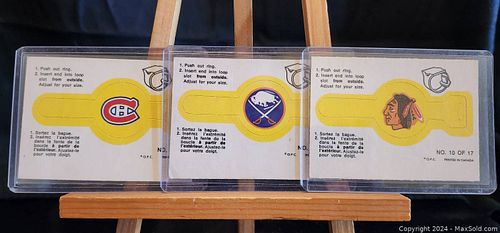 1. Push out ring.
2. Insert end into loop
slot from outside.
Adjust for your size.
1. Sortez la bague.
2. Insérez l'extrémité
dans la fente de la
boucle à partir de
l'extérieur. Ajustez-le
pour votre doigt.
NO.
*O.P.C.
1. Push out ring.
2. Insert end into loop
slot from outside.
Adjust for your size.
1. Sortez la bague.
2. Insérez l'extrémité
dans la fente de la
boucle à partir de
l'extérieur. Ajustez-le
pour votre doigt.
NO.
*O.P.C.
1. Push out ring.
2. Insert end into loop
slot from outside.
Adjust for your size.
1. Sortez la bague.
2. Insérez l'extrémité
dans la fente de la
boucle à partir de
l'extérieur. Ajustez-le
pour votre doigt.
NO. 10 OF 17
*O.P.C. PRINTED IN CANADA
Copyright 2024 - MaxSold.com